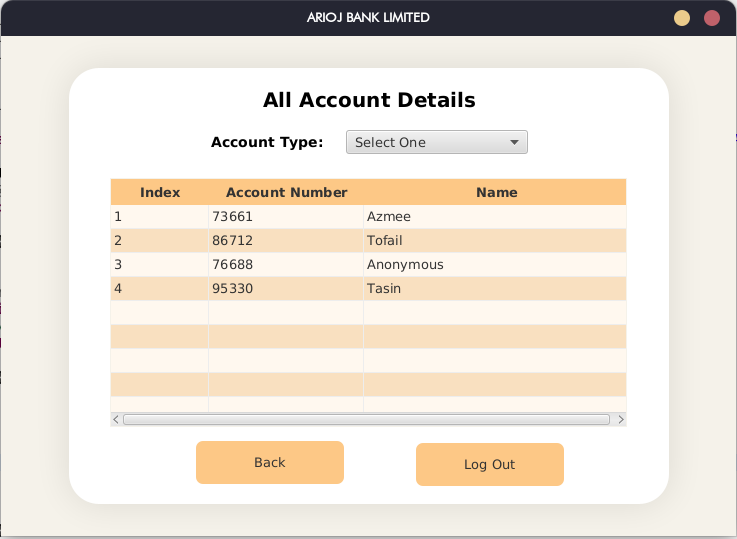 ARIOJ BANK LIMITED
All Account Details
Account Type: Select One
Index Account Number Name
1 73661 Azmee
2 86712 Tofail
3 76688 Anonymous
4 95330 Tasin
Back Log Out